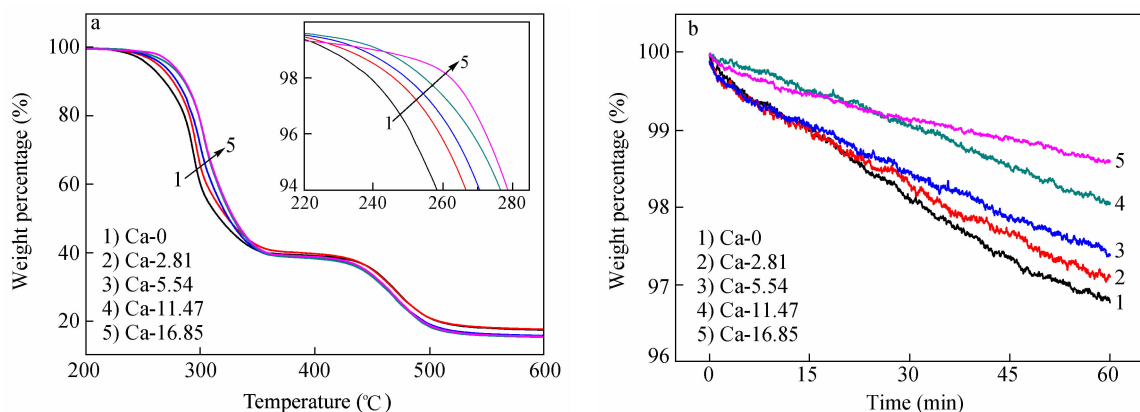 a
100
80
60
40
20
200
300
400
500
600
Weight percentage (%)
Temperature (℃)
5
1
1) Ca-0
2) Ca-2.81
3) Ca-5.54
4) Ca-11.47
5) Ca-16.85
98
96
94
220
240
260
280
5
1
b
100
99
98
97
96
0
15
30
45
60
Weight percentage (%)
Time (min)
5
4
3
2
1
1) Ca-0
2) Ca-2.81
3) Ca-5.54
4) Ca-11.47
5) Ca-16.85